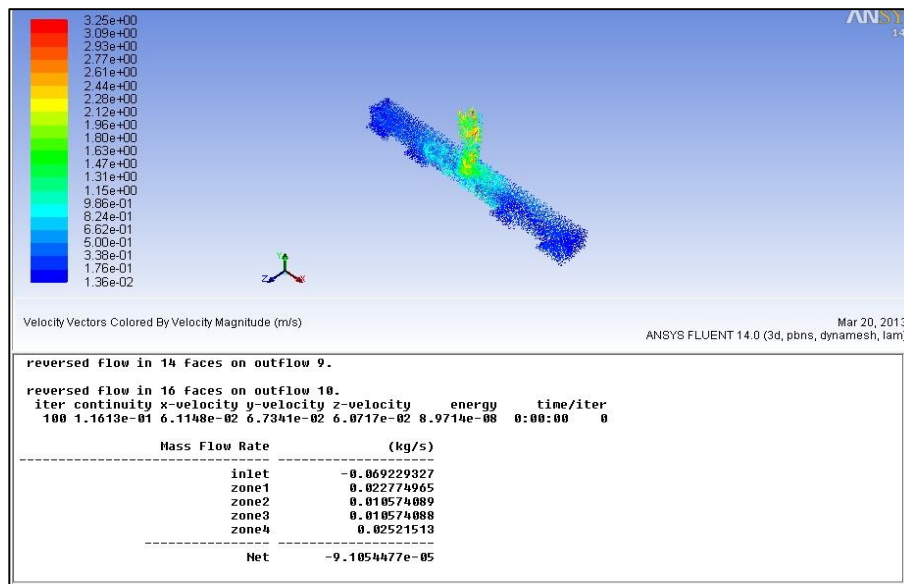 3.25e+00
3.09e+00
2.93e+00
2.77e+00
2.61e+00
2.44e+00
2.28e+00
2.12e+00
1.96e+00
1.80e+00
1.63e+00
1.47e+00
1.31e+00
1.15e+00
9.86e-01
8.24e-01
6.62e-01
5.00e-01
3.38e-01
1.76e-01
1.36e-02
ANSY
14
Y
Z
X
Velocity Vectors Colored By Velocity Magnitude (m/s)
Mar 20, 2013
ANSYS FLUENT 14.0 (3d, pbns, dynamesh, lam)
reversed flow in 14 faces on outflow 9.
reversed flow in 16 faces on outflow 10.
iter continuity x-velocity y-velocity z-velocity energy time/iter
100 1.1613e-01 6.1148e-02 6.7341e-02 6.0717e-02 8.9714e-08 0:00:00 0
Mass Flow Rate (kg/s)
inlet -0.069229327
zone1 0.022774965
zone2 0.010574089
zone3 0.010574088
zone4 0.02521513
Net -9.1054477e-05